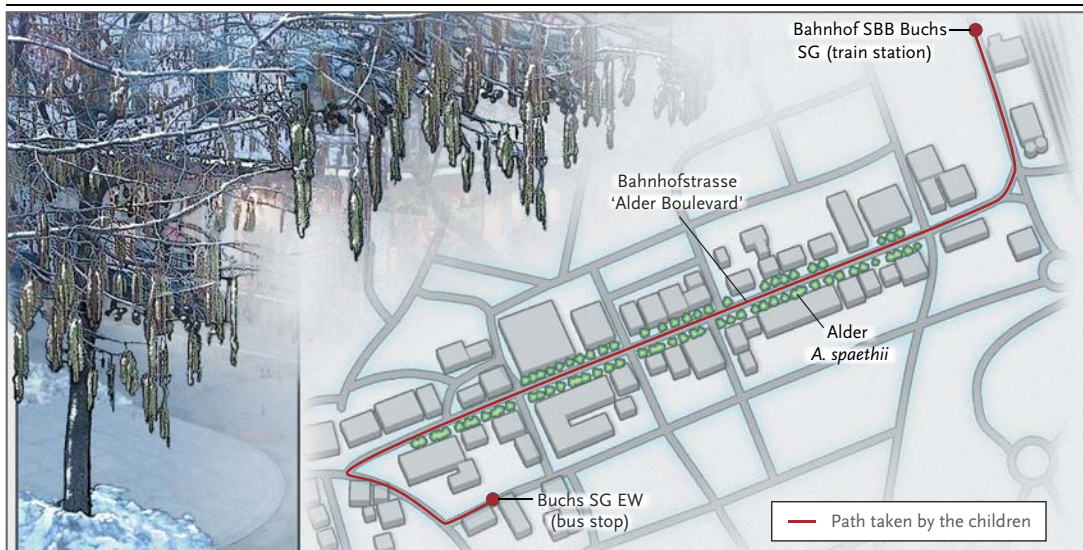 Bahnhof SBB Buchs
SG (train station)
Bahnhofstrasse
‘Alder Boulevard’
Alder
A. spaethii
Buchs SG EW
(bus stop)
Path taken by the children